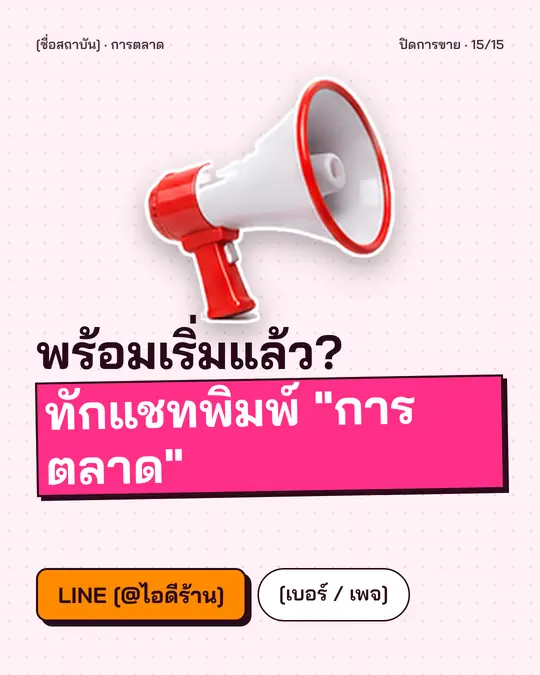 (ชื่อสถาบัน) · การตลาด
ปิดการขาย · 15/15
พร้อมเริ่มแล้ว?
ทักแชทพิมพ์ "การ
ตลาด"
LINE (@ไอดีร้าน)
(เบอร์ / เพจ)